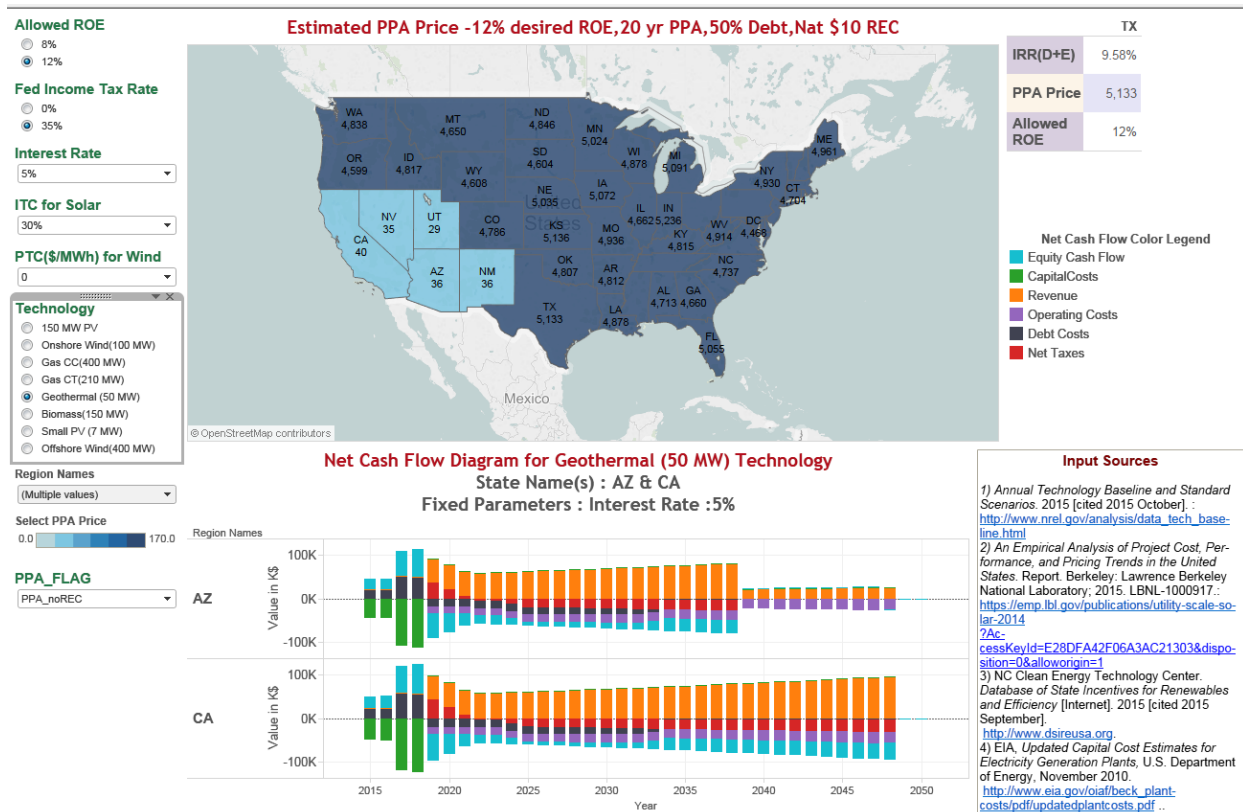 Allowed ROE
8%
12%
Fed Income Tax Rate
0%
35%
Interest Rate
5%
ITC for Solar
30%
PTC($/MWh) for Wind
0
Technology
150 MW PV
Onshore Wind(100 MW)
Gas CC(400 MW)
Gas CT(210 MW)
Geothermal (50 MW)
Biomass(150 MW)
Small PV (7 MW)
Offshore Wind(400 MW)
Region Names
(Multiple values)
Select PPA Price
0.0 170.0
PPA_FLAG
PPA_noREC
Estimated PPA Price -12% desired ROE,20 yr PPA,50% Debt,Nat $10 REC
WA
4,838
MT
4,650
ND
4,846
MN
5,024
OR
4,599
ID
4,817
SD
4,604
WI
4,878
MI
5,091
ME
4,961
WY
4,608
NY
4,930
NE
5,035
IA
5,072
CT
4,704
NV
35
UT
29
CO
4,786
United
States
KS
5,136
IL
4,662
IN
5,236
MO
4,936
WV
4,914
DC
4,468
KY
4,815
CA
40
AZ
36
NM
36
OK
4,807
AR
4,812
NC
4,737
TX
5,133
LA
4,878
AL
4,713
GA
4,660
FL
5,055
Mexico
© OpenStreetMap contributors
TX
IRR(D+E) 9.58%
PPA Price 5,133
Allowed
ROE 12%
Net Cash Flow Color Legend
Equity Cash Flow
CapitalCosts
Revenue
Operating Costs
Debt Costs
Net Taxes
Net Cash Flow Diagram for Geothermal (50 MW) Technology
State Name(s) : AZ & CA
Fixed Parameters : Interest Rate :5%
Region Names
AZ
Value in K$
100K
0K
-100K
CA
Value in K$
100K
0K
-100K
2015 2020 2025 2030 2035 2040 2045 2050
Year
Input Sources
1) Annual Technology Baseline and Standard
Scenarios. 2015 [cited 2015 October]. :
http://www.nrel.gov/analysis/data_tech_base-
line.html
2) An Empirical Analysis of Project Cost, Per-
formance, and Pricing Trends in the United
States. Report. Berkeley: Lawrence Berkeley
National Laboratory; 2015. LBNL-1000917.:
https://emp.lbl.gov/publications/utility-scale-so-
lar-2014
?Ac-
cessKeyId=E28DFA42F06A3AC21303&dispo-
sition=0&alloworigin=1
3) NC Clean Energy Technology Center.
Database of State Incentives for Renewables
and Efficiency [Internet]. 2015 [cited 2015
September].
http://www.dsireusa.org.
4) EIA, Updated Capital Cost Estimates for
Electricity Generation Plants, U.S. Department
of Energy, November 2010.
http://www.eia.gov/oiaf/beck_plant-
costs/pdf/updatedplantcosts.pdf ..